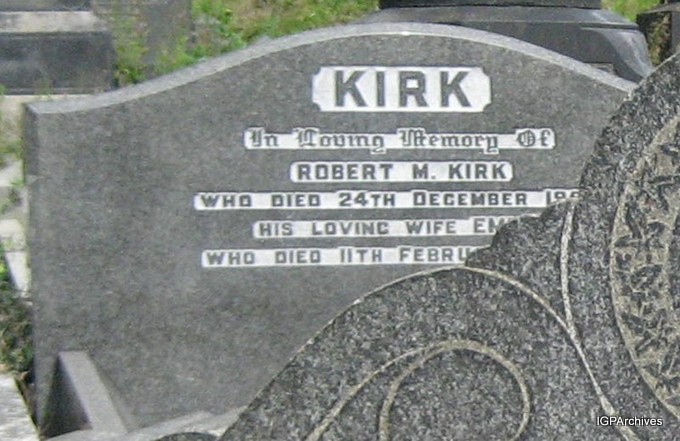 KIRK
In Loving Memory Of
ROBERT M. KIRK
WHO DIED 24TH DECEMBER
HIS LOVING WIFE
WHO DIED 11TH
IGPArchives